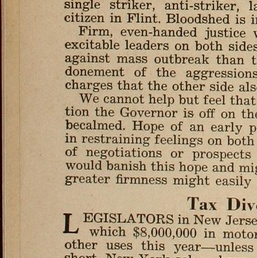 single striker, anti-striker, la
citizen in Flint. Bloodshed is i
Firm, even-handed justice
excitable leaders on both sides
against mass outbreak than t
donement of the aggressions
charges that the other side als
We cannot help but feel that
tion the Governor is off on the
becalmed. Hope of an early p
in restraining feelings on both
of negotiations or prospects
would banish this hope and mig
greater firmness might easily
Tax Div
LEGISLATORS in New Jerse
which $8,000,000 in motor
other uses this year—unless
short. New York